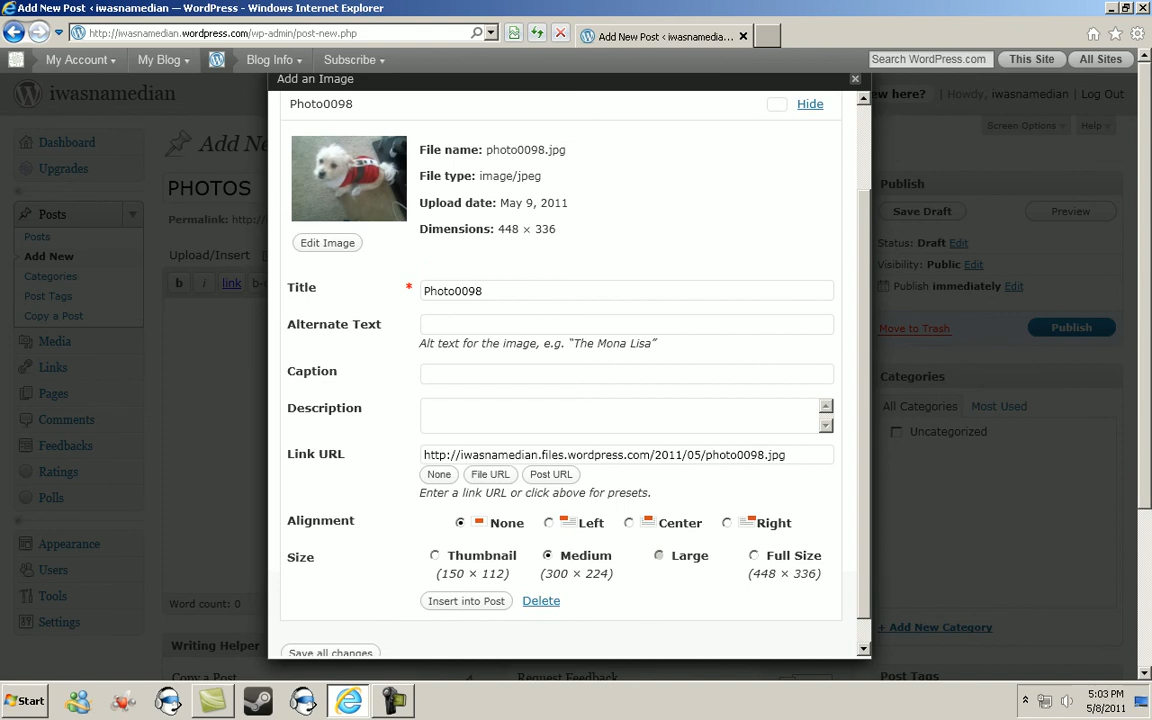 Add New Post ‹ iwasnamedian — WordPress - Windows Internet Explorer
http://iwasnamedian.wordpress.com/wp-admin/post-new.php
Add New Post ‹ iwasnamedia...
My Account
My Blog
Blog Info
Subscribe
Search WordPress.com
This Site
All Sites
iwasnamedian
ew here?
| Howdy, iwasnamedian | Log Out
Screen Options
Help
Dashboard
Upgrades
Posts
Posts
Add New
Categories
Post Tags
Copy a Post
Media
Links
Pages
Comments
Feedbacks
Ratings
Polls
Appearance
Users
Tools
Settings
Add Ne
PHOTOS
Permalink: http:/
Upload/Insert
b i link b-
Word count: 0
Writing Helper
Copy a Post
Request Feedback
Add an Image
Photo0098
Hide
File name: photo0098.jpg
File type: image/jpeg
Upload date: May 9, 2011
Dimensions: 448 × 336
Edit Image
Title * Photo0098
Alternate Text
Alt text for the image, e.g. “The Mona Lisa”
Caption
Description
Link URL http://iwasnamedian.files.wordpress.com/2011/05/photo0098.jpg
None File URL Post URL
Enter a link URL or click above for presets.
Alignment None Left Center Right
Size Thumbnail Medium Large Full Size
(150 × 112) (300 × 224) (448 × 336)
Insert into Post Delete
Save all changes
Publish
Save Draft Preview
Status: Draft Edit
Visibility: Public Edit
Publish immediately Edit
Move to Trash Publish
Categories
All Categories Most Used
Uncategorized
+ Add New Category
Post Tags
Start
5:03 PM
5/8/2011